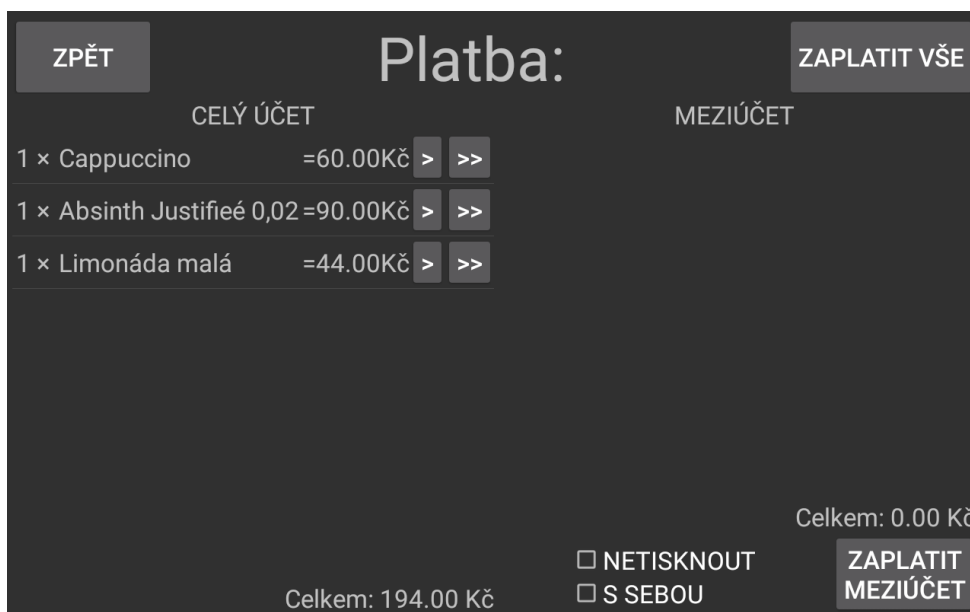 ZPĚT
Platba:
ZAPLATIT VŠE
CELÝ ÚČET
MEZIÚČET
1 × Cappuccino =60.00Kč > >>
1 × Absinth Justifieé 0,02 =90.00Kč > >>
1 × Limonáda malá =44.00Kč > >>
Celkem: 0.00 Kč
NETISKNOUT
S SEBOU
ZAPLATIT
MEZIÚČET
Celkem: 194.00 Kč